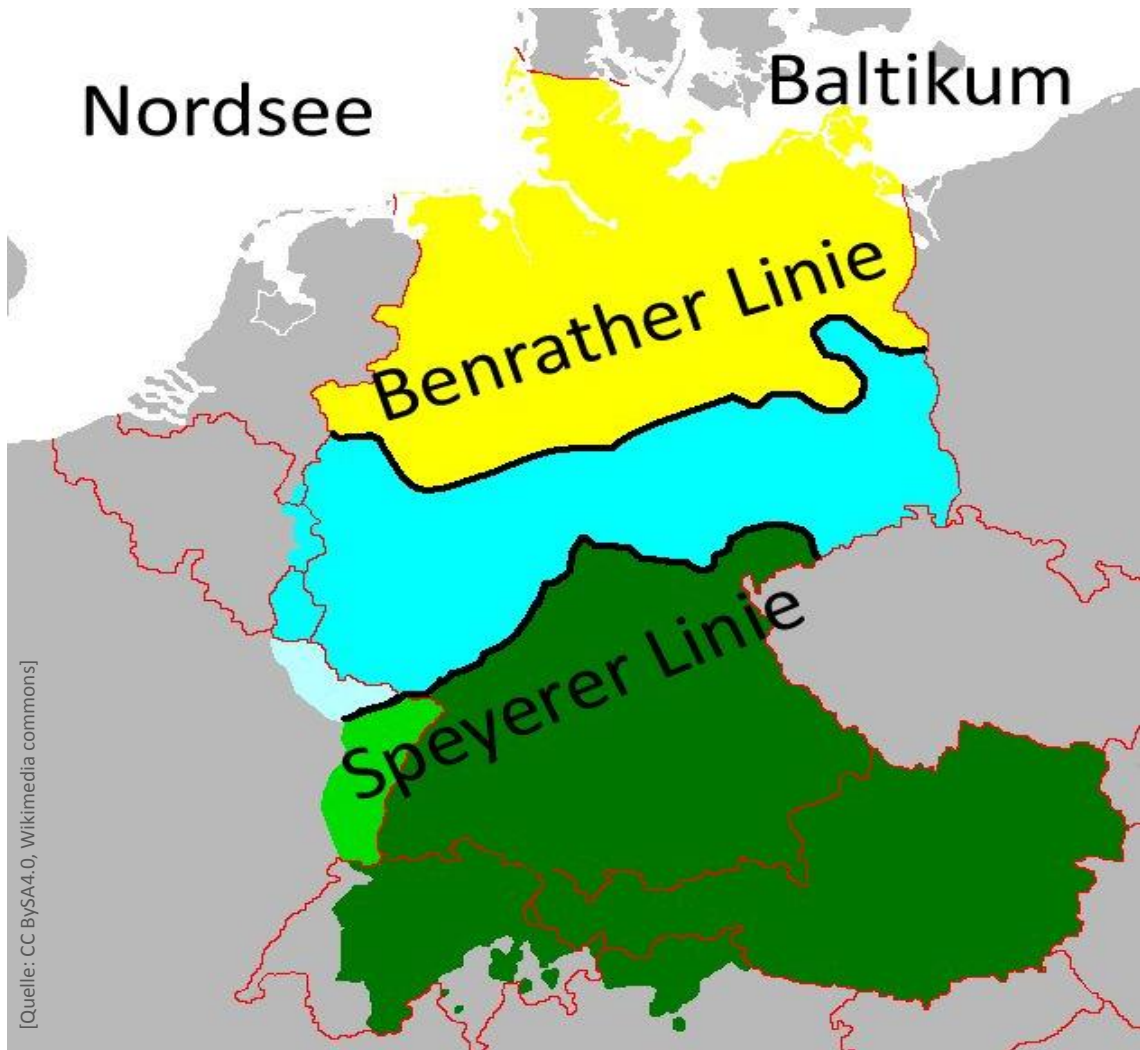 Nordsee
Baltikum
Benrather Linie
Speyerer Linie
[Quelle: CC BySA4.0, Wikimedia commons]